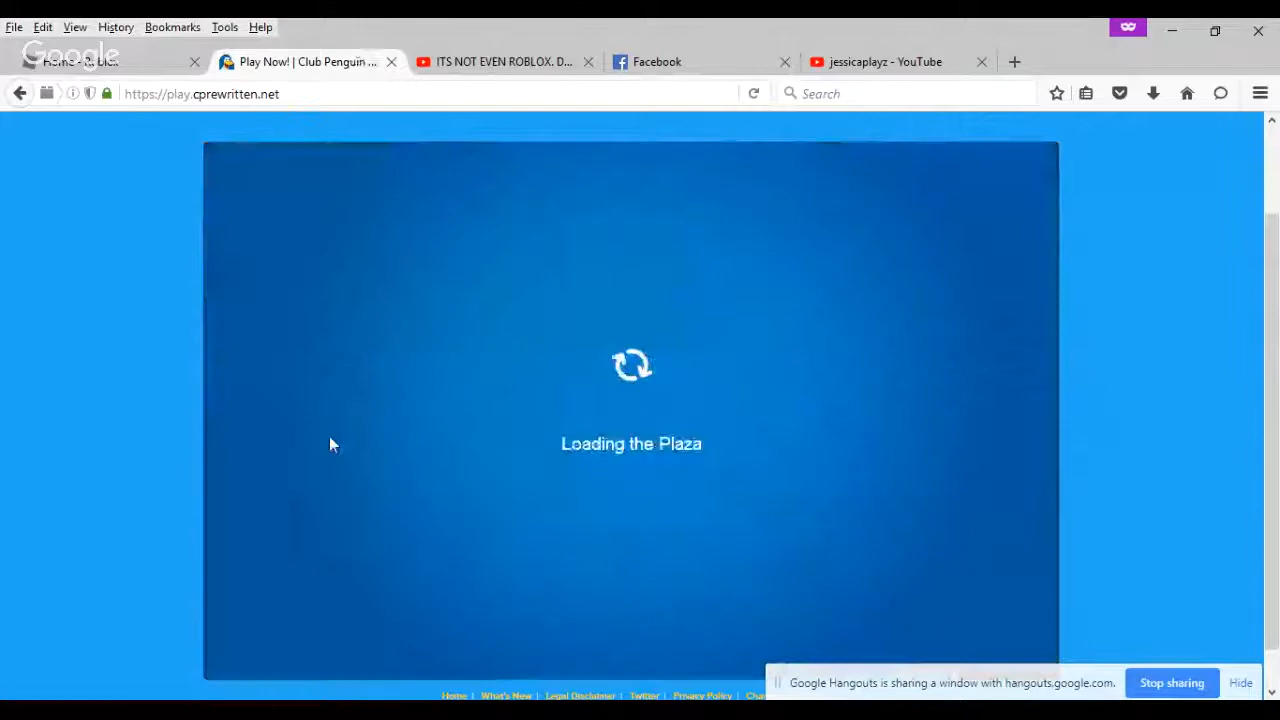 File Edit View History Bookmarks Tools Help
Google
Home - Play Now! | Club Penguin ... ITS NOT EVEN ROBLOX. D... Facebook jessicaplayz - YouTube
https://play.cprewritten.net Search
Loading the Plaza
Google Hangouts is sharing a window with hangouts.google.com. Stop sharing Hide
Home | What's New | Legal Disclaimer | Twitter | Privacy Policy |